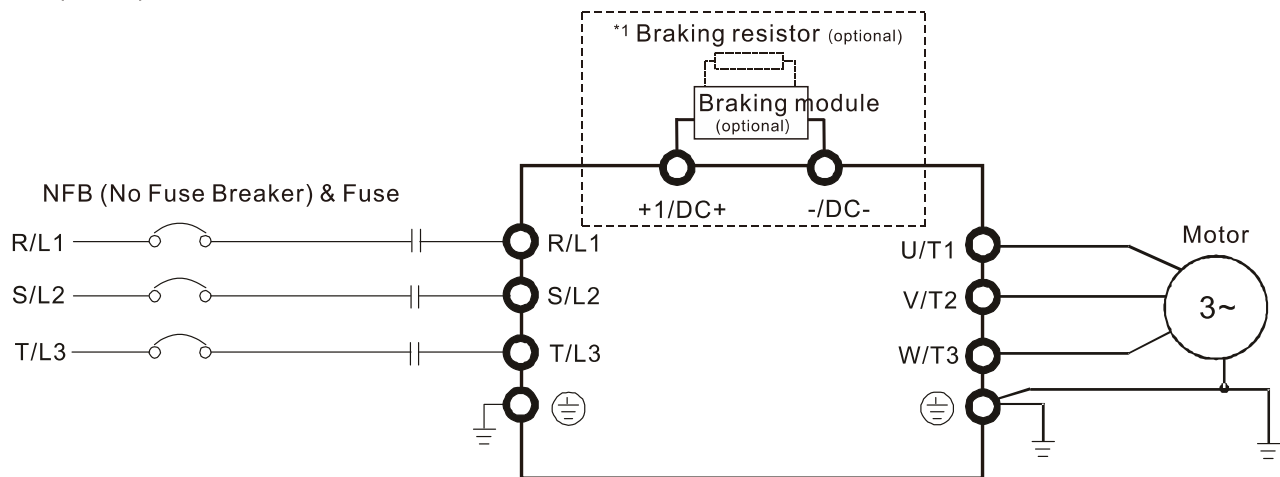 *1 Braking resistor (optional)
Braking module
(optional)
+1/DC+
-/DC-
NFB (No Fuse Breaker) & Fuse
R/L1
R/L1
S/L2
S/L2
T/L3
T/L3
U/T1
V/T2
W/T3
Motor
3~